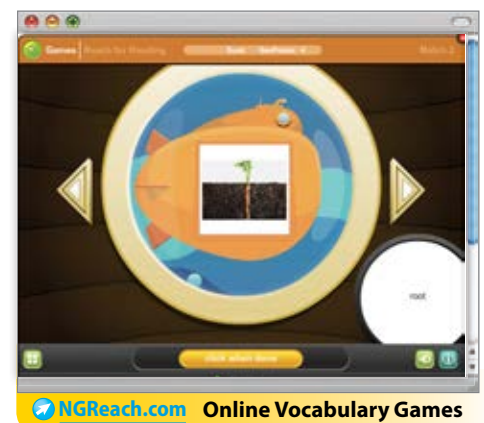 Games Reach for Reading
root
click when done
NGReach.com Online Vocabulary Games